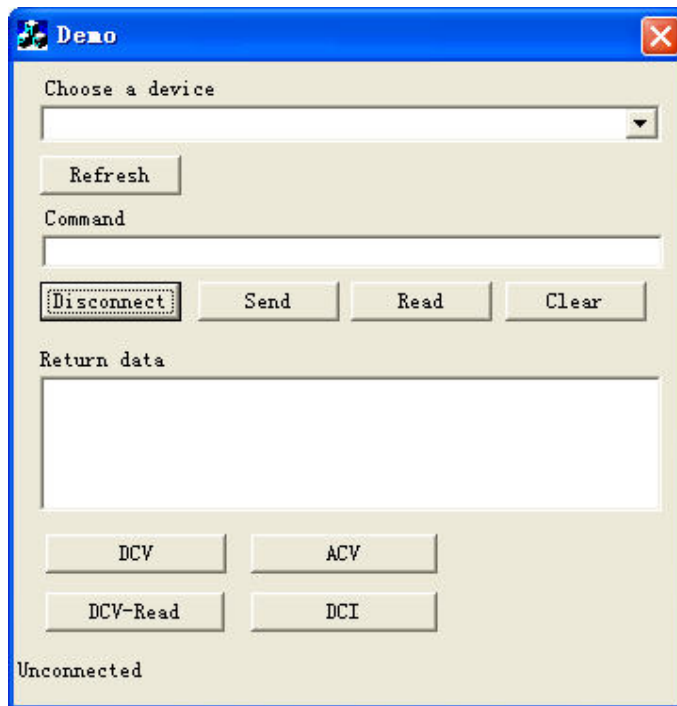 Demo
Choose a device
Refresh
Command
Disconnect Send Read Clear
Return data
DCV ACV
DCV-Read DCI
Unconnected